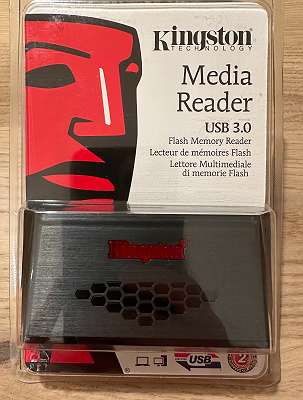 Kingston
TECHNOLOGY
Media
Reader
USB 3.0
Flash Memory Reader
Lecteur de mémoires Flash
Lettore Multimediale
di memorie Flash
Kingston
USB
2